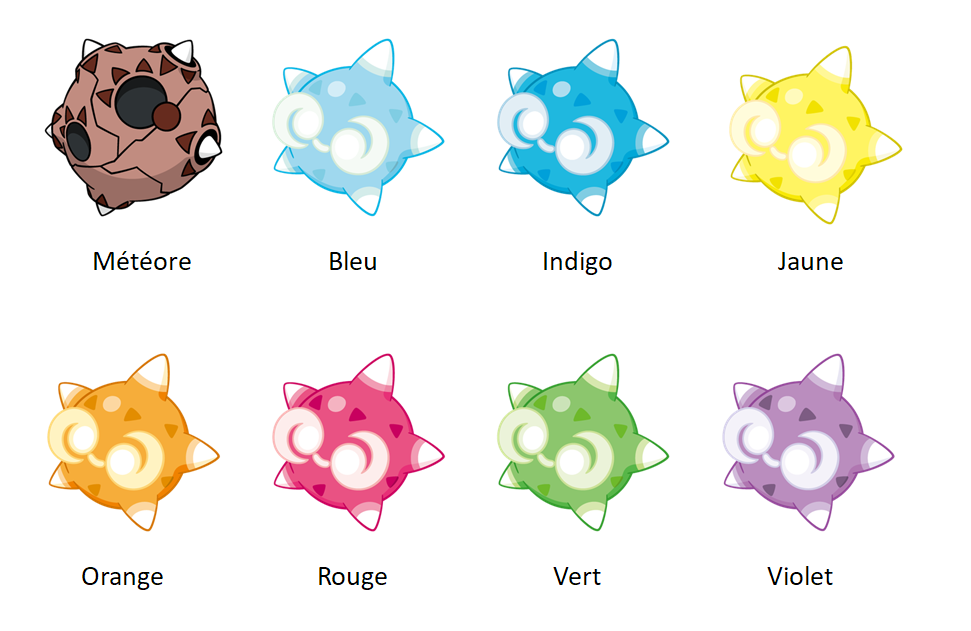 Météore
Bleu
Indigo
Jaune
Orange
Rouge
Vert
Violet